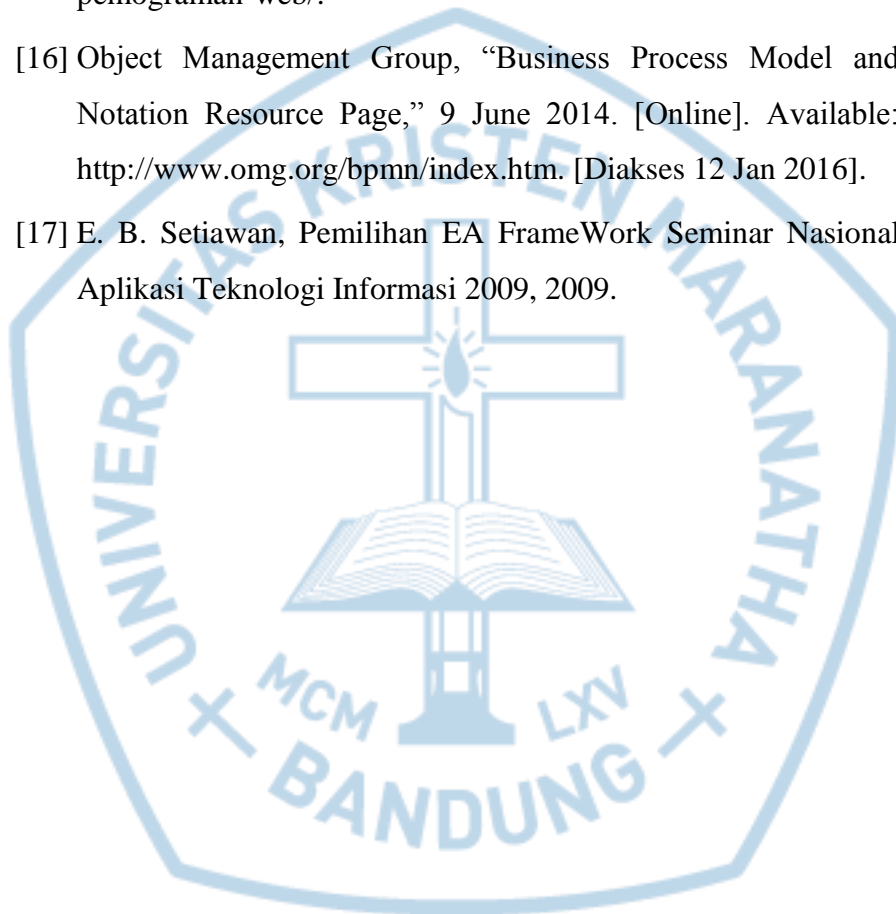 pemograman-web/.
[16] Object Management Group, “Business Process Model and
Notation Resource Page,” 9 June 2014. [Online]. Available:
http://www.omg.org/bpmn/index.htm. [Diakses 12 Jan 2016].
[17] E. B. Setiawan, Pemilihan EA FrameWork Seminar Nasional
Aplikasi Teknologi Informasi 2009, 2009.
UNIVERSITAS KRISTEN MARANATHA
MCM LXV
BANDUNG